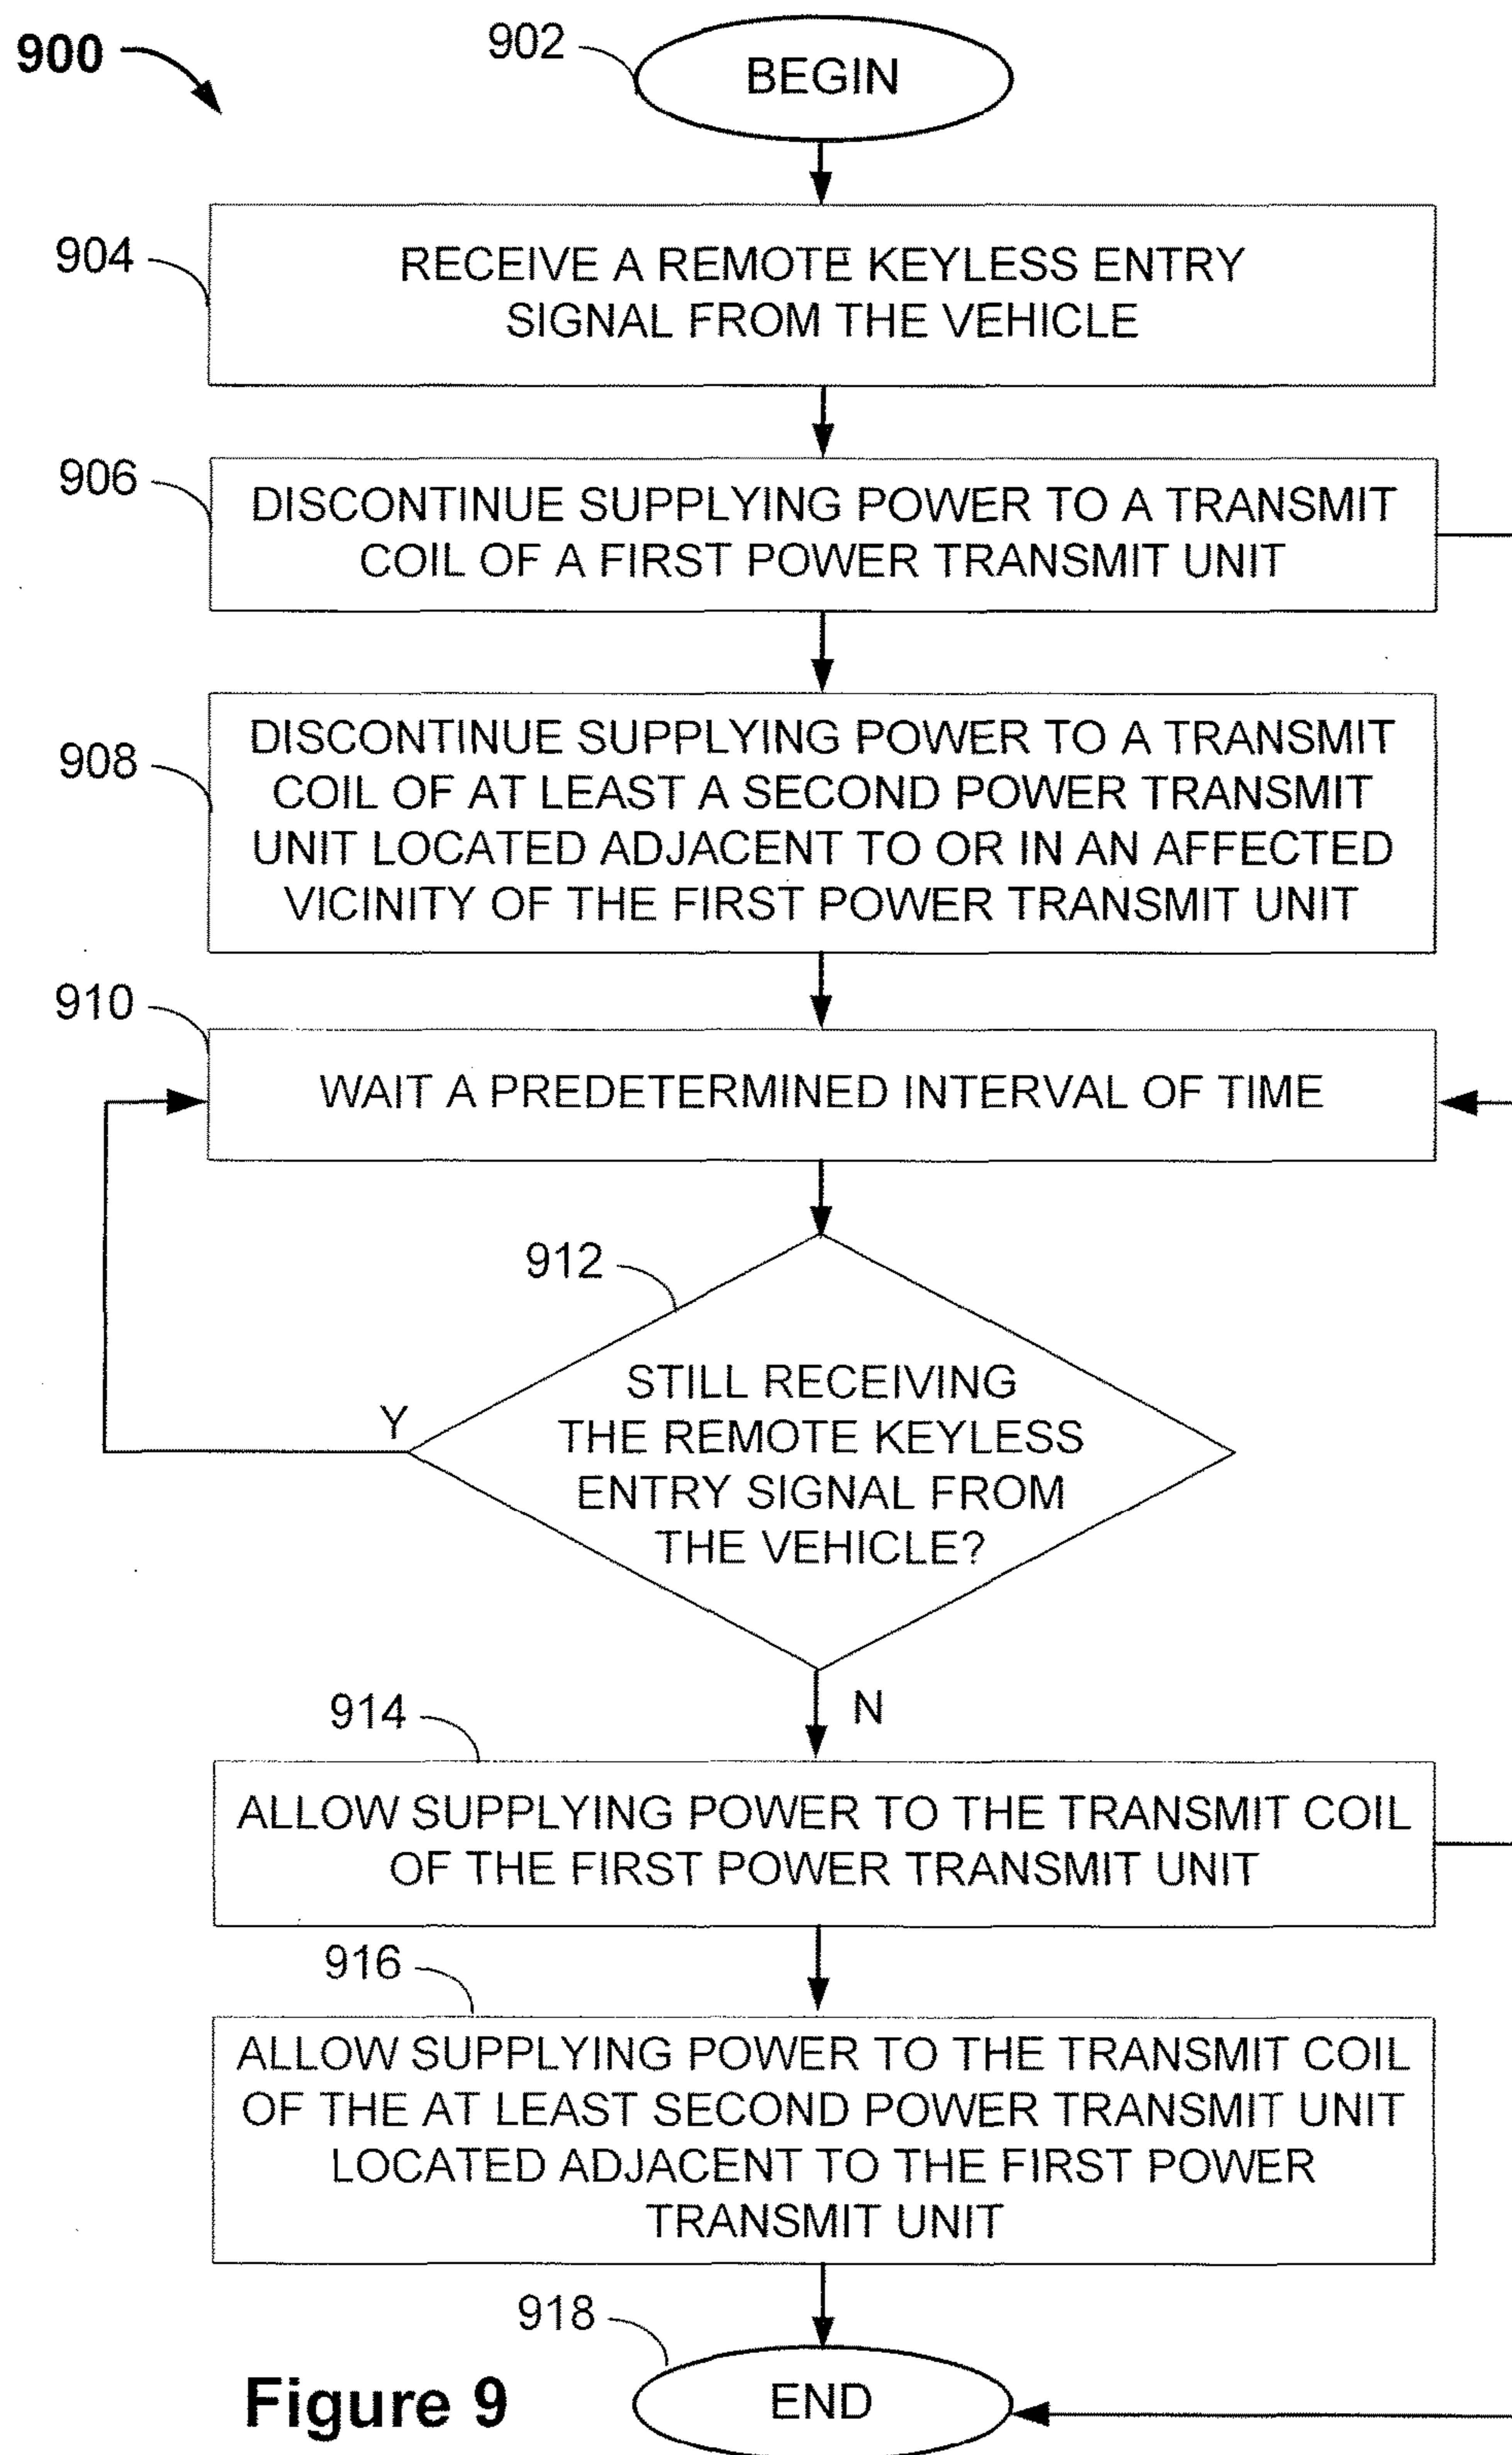 900
902
BEGIN
904
RECEIVE A REMOTE KEYLESS ENTRY
SIGNAL FROM THE VEHICLE
906
DISCONTINUE SUPPLYING POWER TO A TRANSMIT
COIL OF A FIRST POWER TRANSMIT UNIT
908
DISCONTINUE SUPPLYING POWER TO A TRANSMIT
COIL OF AT LEAST A SECOND POWER TRANSMIT
UNIT LOCATED ADJACENT TO OR IN AN AFFECTED
VICINITY OF THE FIRST POWER TRANSMIT UNIT
910
WAIT A PREDETERMINED INTERVAL OF TIME
912
STILL RECEIVING
THE REMOTE KEYLESS
ENTRY SIGNAL FROM
THE VEHICLE?
Y
N
914
ALLOW SUPPLYING POWER TO THE TRANSMIT COIL
OF THE FIRST POWER TRANSMIT UNIT
916
ALLOW SUPPLYING POWER TO THE TRANSMIT COIL
OF THE AT LEAST SECOND POWER TRANSMIT UNIT
LOCATED ADJACENT TO THE FIRST POWER
TRANSMIT UNIT
918
END
Figure 9